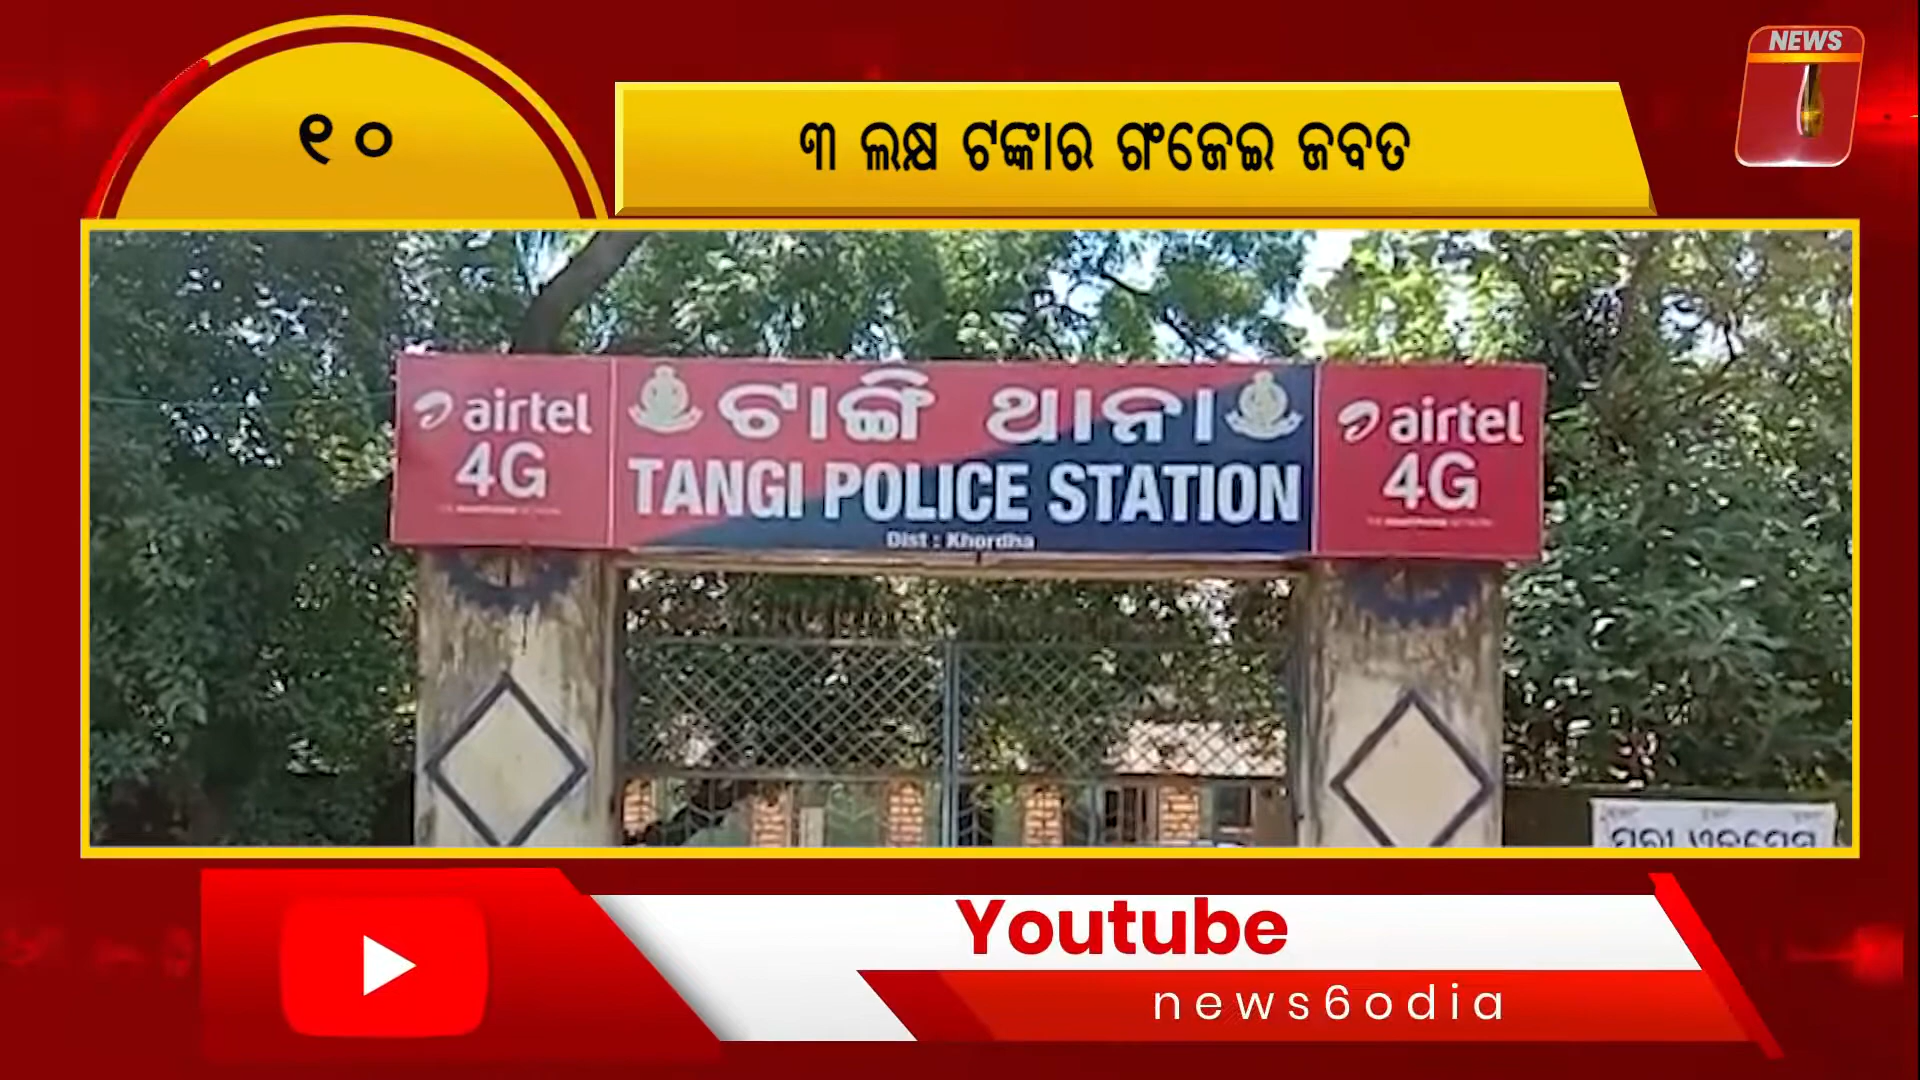 ୧୦
୩ ଲକ୍ଷ ଟଙ୍କାର ଗଂଜେଇ ଜବତ
NEWS
airtel
4G
ଟାଙ୍ଗି ଥାନା
TANGI POLICE STATION
Dist : Khordha
airtel
4G
Youtube
news6odia